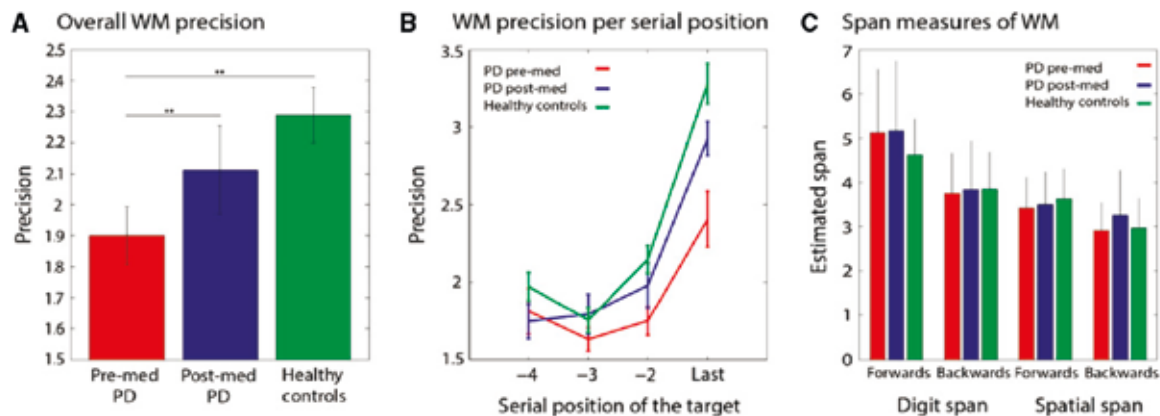 A Overall WM precision
2.5
2.4
2.3
2.2
2.1
2
1.9
1.8
1.7
1.6
1.5
Precision
**
**
Pre-med PD
Post-med PD
Healthy controls
B WM precision per serial position
3.5
3
2.5
2
1.5
Precision
PD pre-med
PD post-med
Healthy controls
−4 −3 −2 Last
Serial position of the target
C Span measures of WM
7
6
5
4
3
2
1
0
Estimated span
PD pre-med
PD post-med
Healthy controls
Forwards Backwards Forwards Backwards
Digit span Spatial span